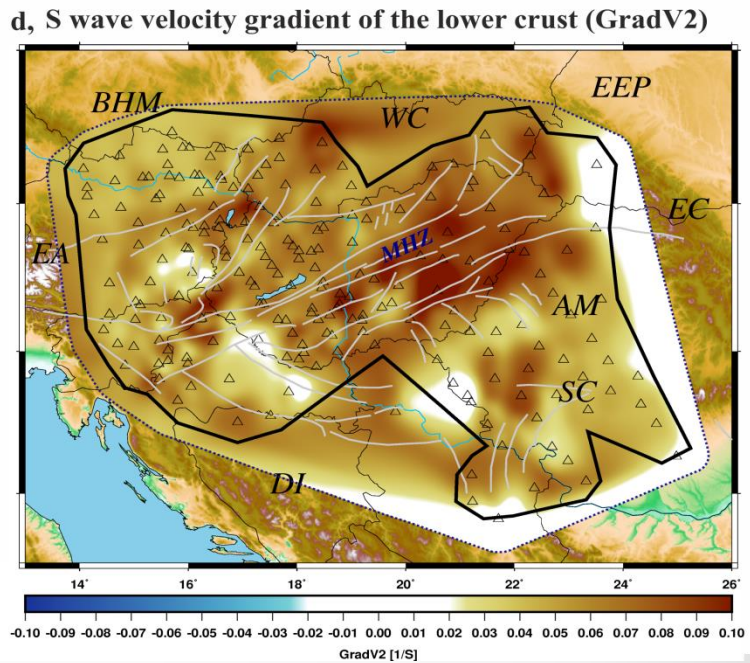 d, S wave velocity gradient of the lower crust (GradV2)
BHM
WC
EEP
EA
MHZ
EC
AM
SC
DI
14° 16° 18° 20° 22° 24° 26°
-0.10 -0.09 -0.08 -0.07 -0.06 -0.05 -0.04 -0.03 -0.02 -0.01 0.00 0.01 0.02 0.03 0.04 0.05 0.06 0.07 0.08 0.09 0.10
GradV2 [1/S]